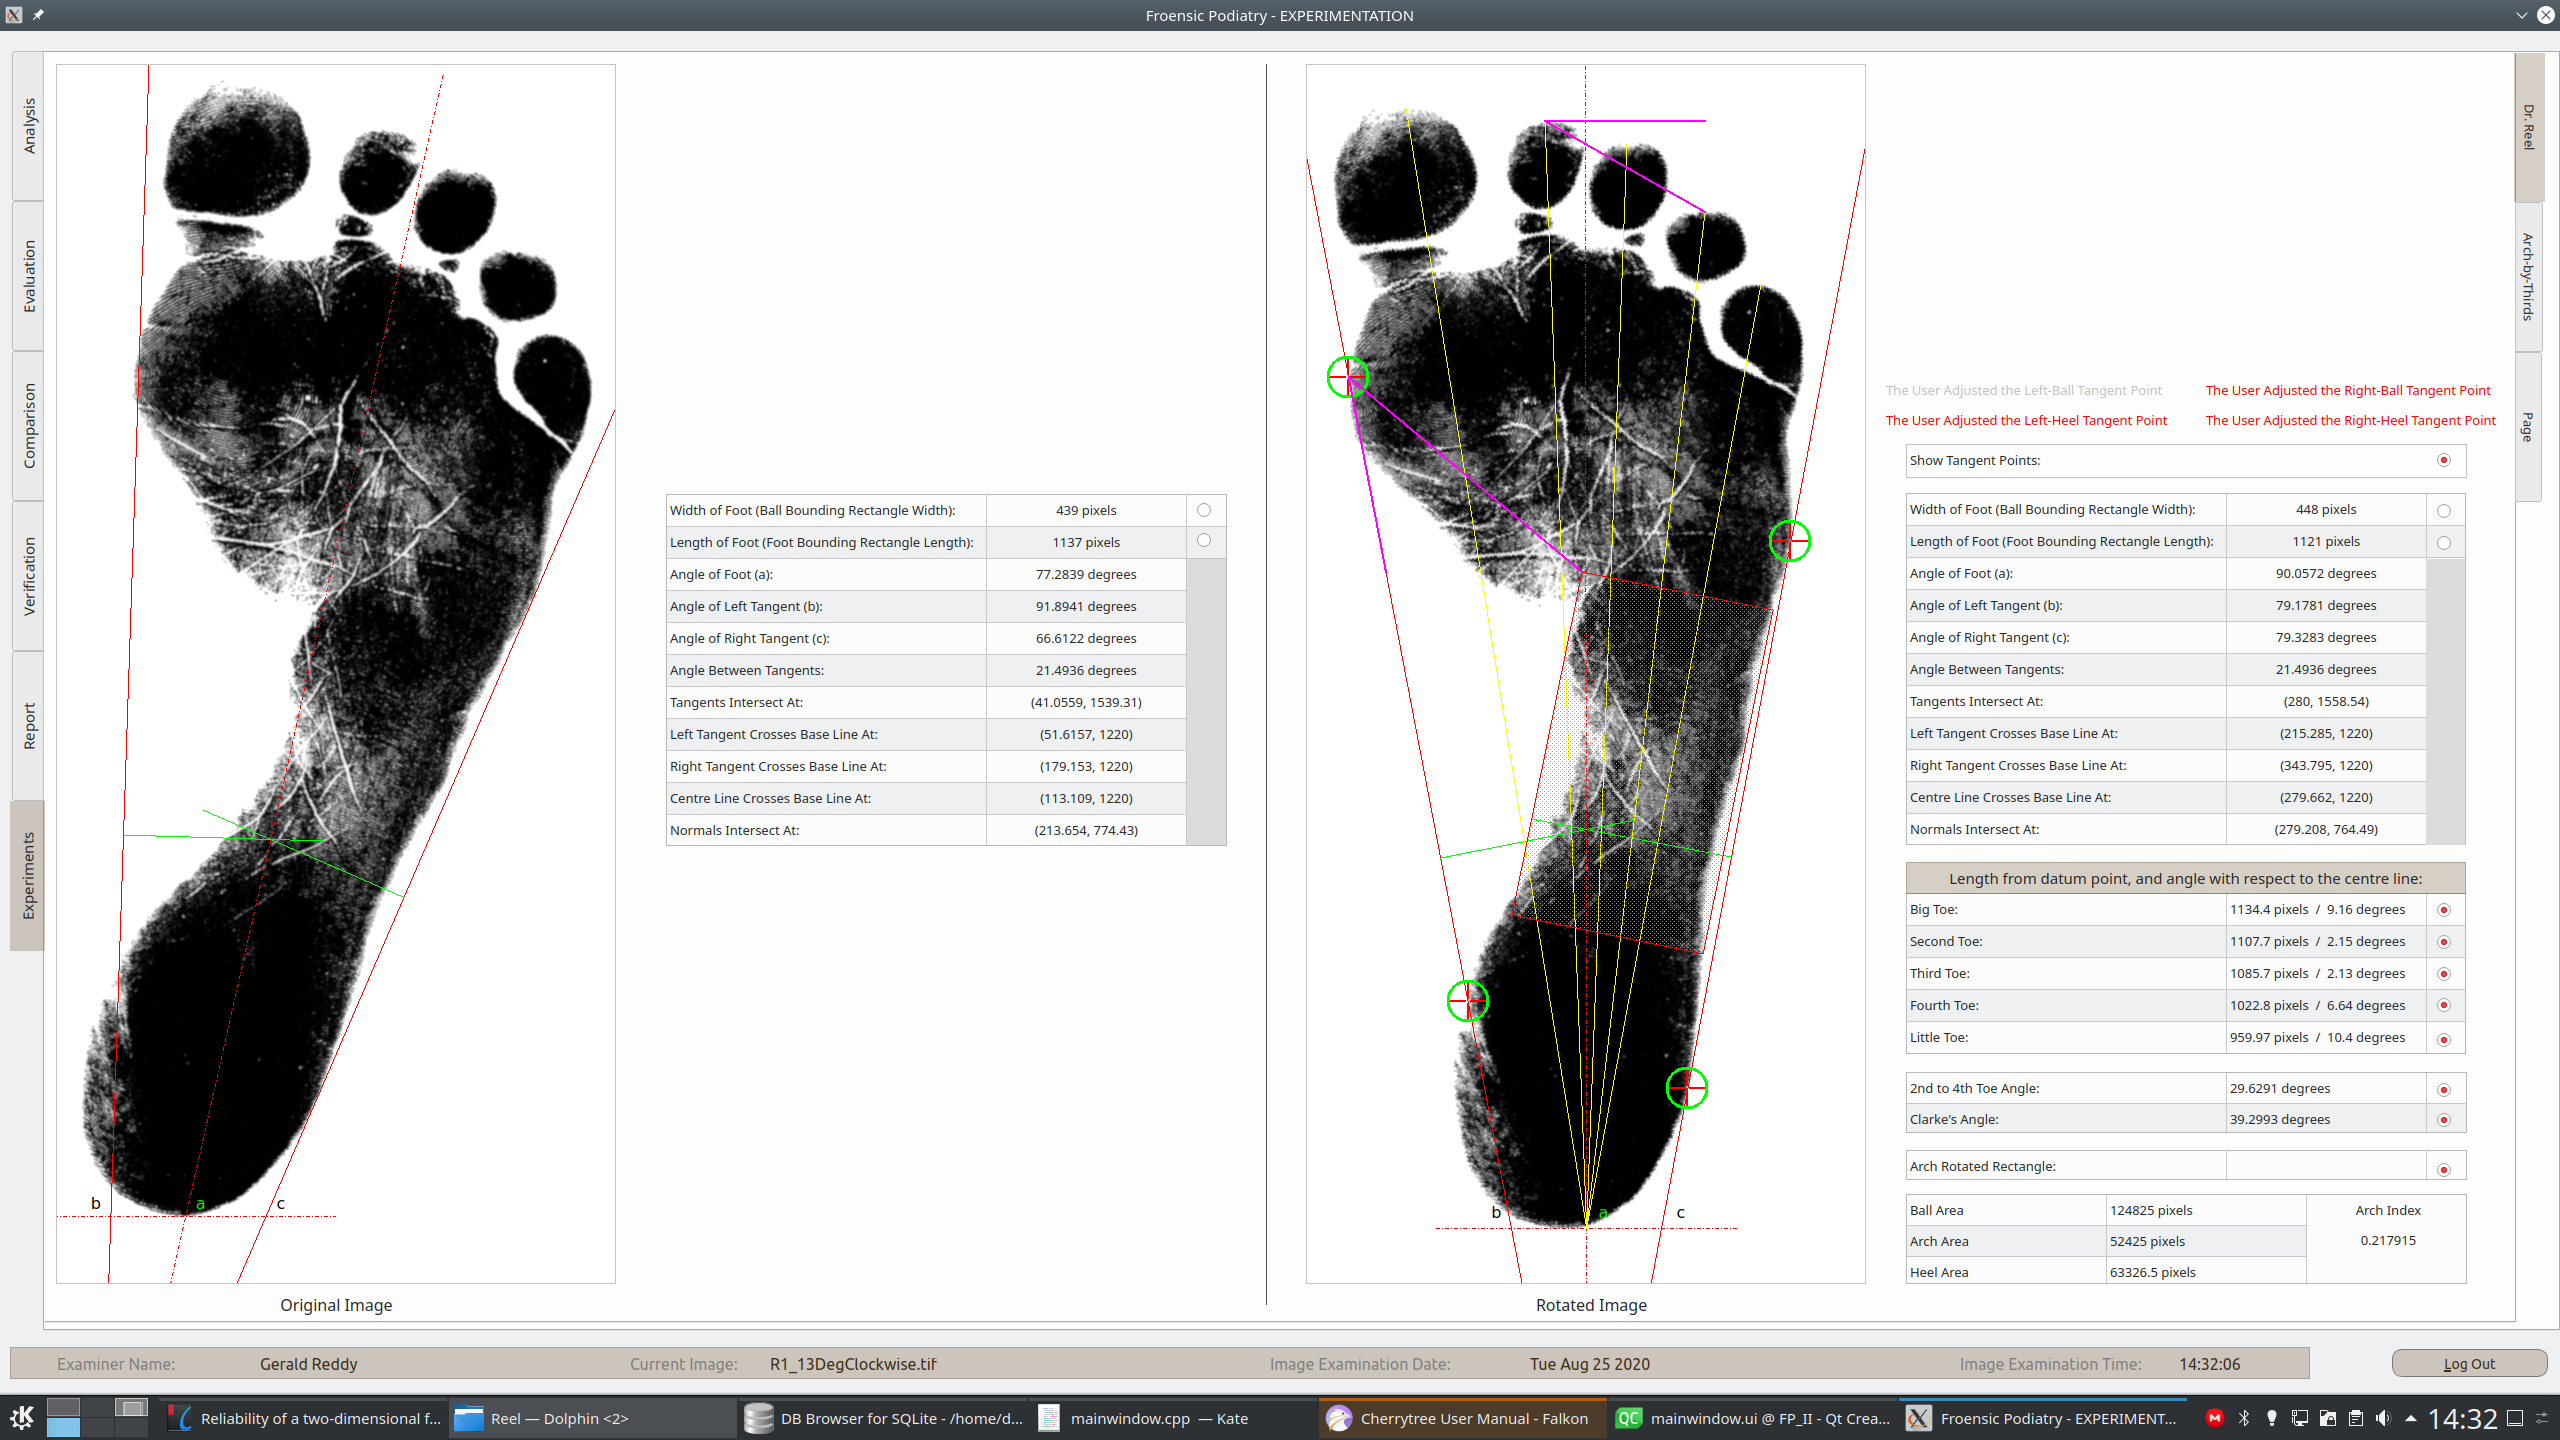 Froensic Podiatry - EXPERIMENTATION
Analysis
Evaluation
Comparison
Verification
Report
Experiments
b
a
c
Original Image
Width of Foot (Ball Bounding Rectangle Width): 439 pixels
Length of Foot (Foot Bounding Rectangle Length): 1137 pixels
Angle of Foot (a): 77.2839 degrees
Angle of Left Tangent (b): 91.8941 degrees
Angle of Right Tangent (c): 66.6122 degrees
Angle Between Tangents: 21.4936 degrees
Tangents Intersect At: (41.0559, 1539.31)
Left Tangent Crosses Base Line At: (51.6157, 1220)
Right Tangent Crosses Base Line At: (179.153, 1220)
Centre Line Crosses Base Line At: (113.109, 1220)
Normals Intersect At: (213.654, 774.43)
b
a
c
Rotated Image
The User Adjusted the Left-Ball Tangent Point The User Adjusted the Right-Ball Tangent Point
The User Adjusted the Left-Heel Tangent Point The User Adjusted the Right-Heel Tangent Point
Show Tangent Points:
Width of Foot (Ball Bounding Rectangle Width): 448 pixels
Length of Foot (Foot Bounding Rectangle Length): 1121 pixels
Angle of Foot (a): 90.0572 degrees
Angle of Left Tangent (b): 79.1781 degrees
Angle of Right Tangent (c): 79.3283 degrees
Angle Between Tangents: 21.4936 degrees
Tangents Intersect At: (280, 1558.54)
Left Tangent Crosses Base Line At: (215.285, 1220)
Right Tangent Crosses Base Line At: (343.795, 1220)
Centre Line Crosses Base Line At: (279.662, 1220)
Normals Intersect At: (279.208, 764.49)
Length from datum point, and angle with respect to the centre line:
Big Toe: 1134.4 pixels / 9.16 degrees
Second Toe: 1107.7 pixels / 2.15 degrees
Third Toe: 1085.7 pixels / 2.13 degrees
Fourth Toe: 1022.8 pixels / 6.64 degrees
Little Toe: 959.97 pixels / 10.4 degrees
2nd to 4th Toe Angle: 29.6291 degrees
Clarke's Angle: 39.2993 degrees
Arch Rotated Rectangle:
Ball Area 124825 pixels Arch Index
Arch Area 52425 pixels 0.217915
Heel Area 63326.5 pixels
Dr. Reel
Arch-by-Thirds
Page
Examiner Name: Gerald Reddy Current Image: R1_13DegClockwise.tif Image Examination Date: Tue Aug 25 2020 Image Examination Time: 14:32:06 Log Out
Reliability of a two-dimensional f... Reel — Dolphin <2> DB Browser for SQLite - /home/d... mainwindow.cpp — Kate Cherrytree User Manual - Falkon QC mainwindow.ui @ FP_II - Qt Crea... Froensic Podiatry - EXPERIMENT... M 14:32